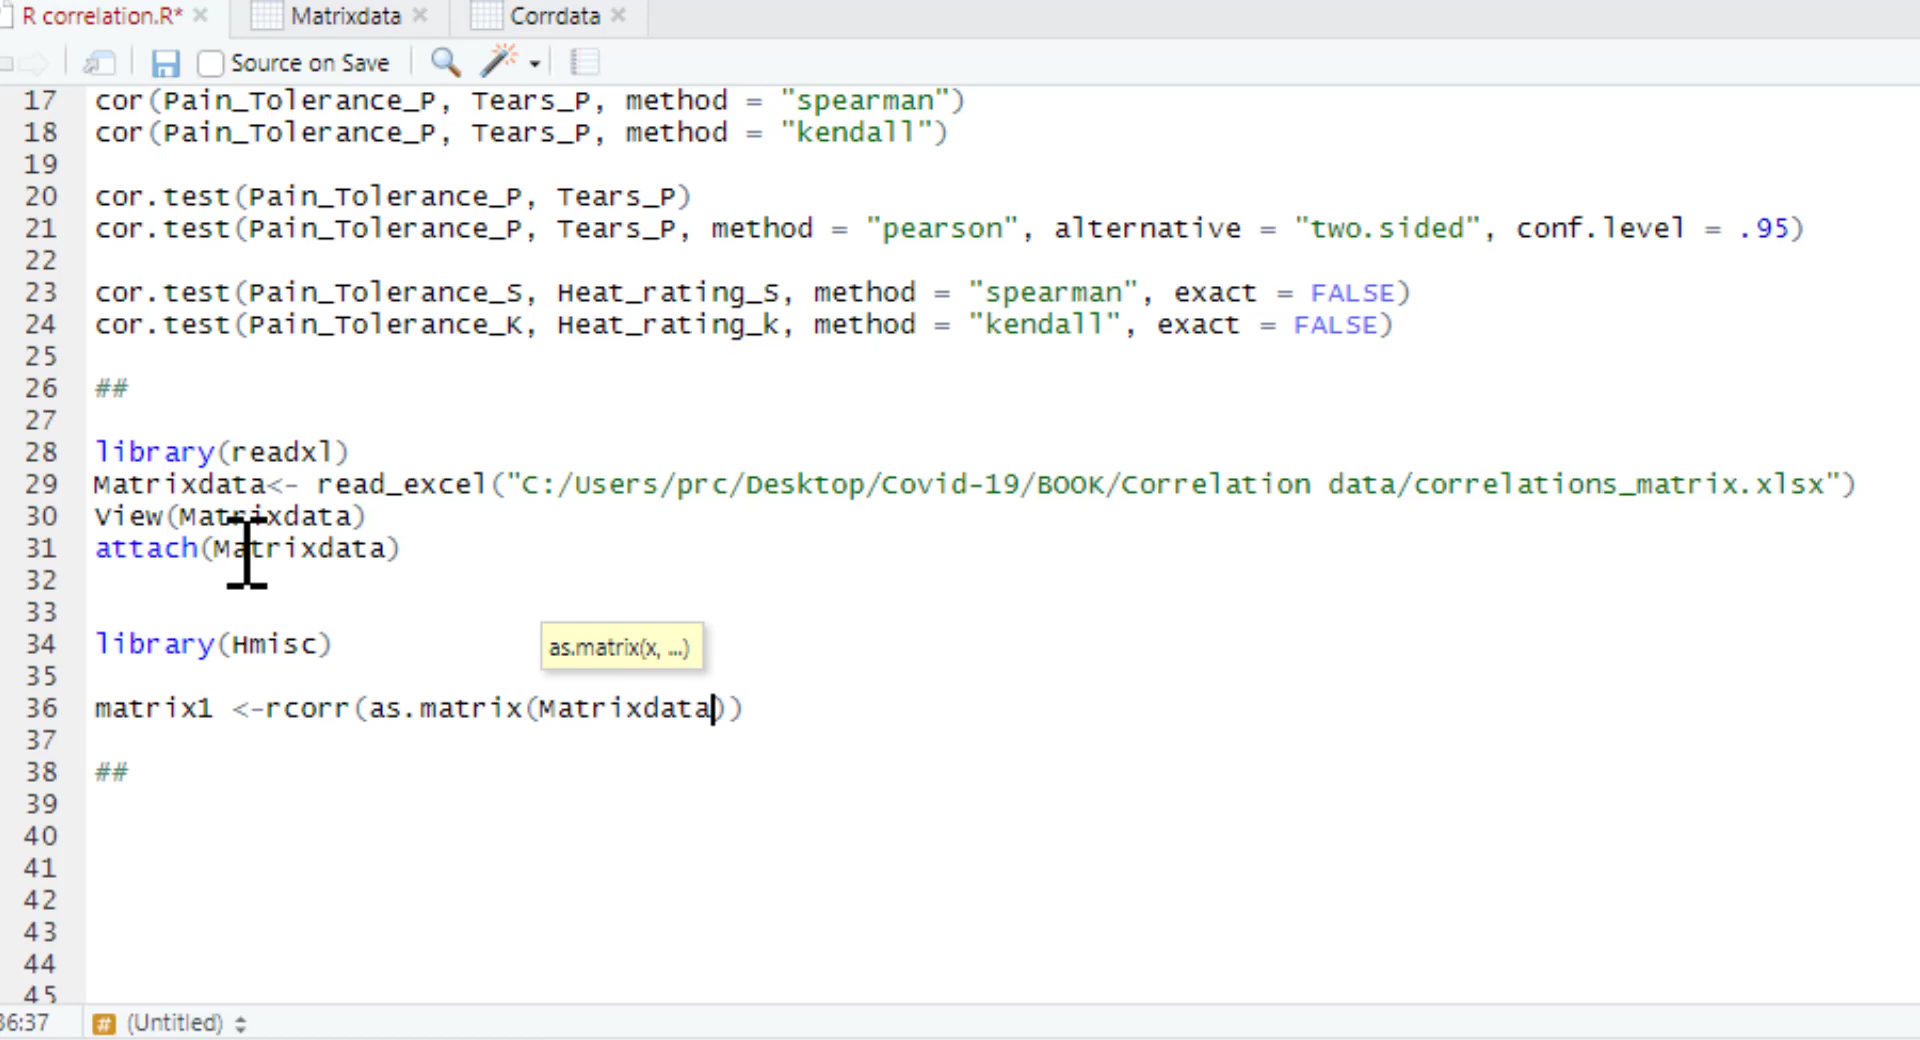 R correlation.R* Matrixdata Corrdata
Source on Save
17 cor(Pain_Tolerance_P, Tears_P, method = "spearman")
18 cor(Pain_Tolerance_P, Tears_P, method = "kendall")
19
20 cor.test(Pain_Tolerance_P, Tears_P)
21 cor.test(Pain_Tolerance_P, Tears_P, method = "pearson", alternative = "two.sided", conf.level = .95)
22
23 cor.test(Pain_Tolerance_S, Heat_rating_S, method = "spearman", exact = FALSE)
24 cor.test(Pain_Tolerance_K, Heat_rating_k, method = "kendall", exact = FALSE)
25
26 ##
27
28 library(readxl)
29 Matrixdata<- read_excel("C:/Users/prc/Desktop/Covid-19/BOOK/Correlation data/correlations_matrix.xlsx")
30 View(Matrixdata)
31 attach(Matrixdata)
32
33
34 library(Hmisc)
as.matrix(x, ...)
35
36 matrix1 <-rcorr(as.matrix(Matrixdata))
37
38 ##
39
40
41
42
43
44
45
36:37 # (Untitled)